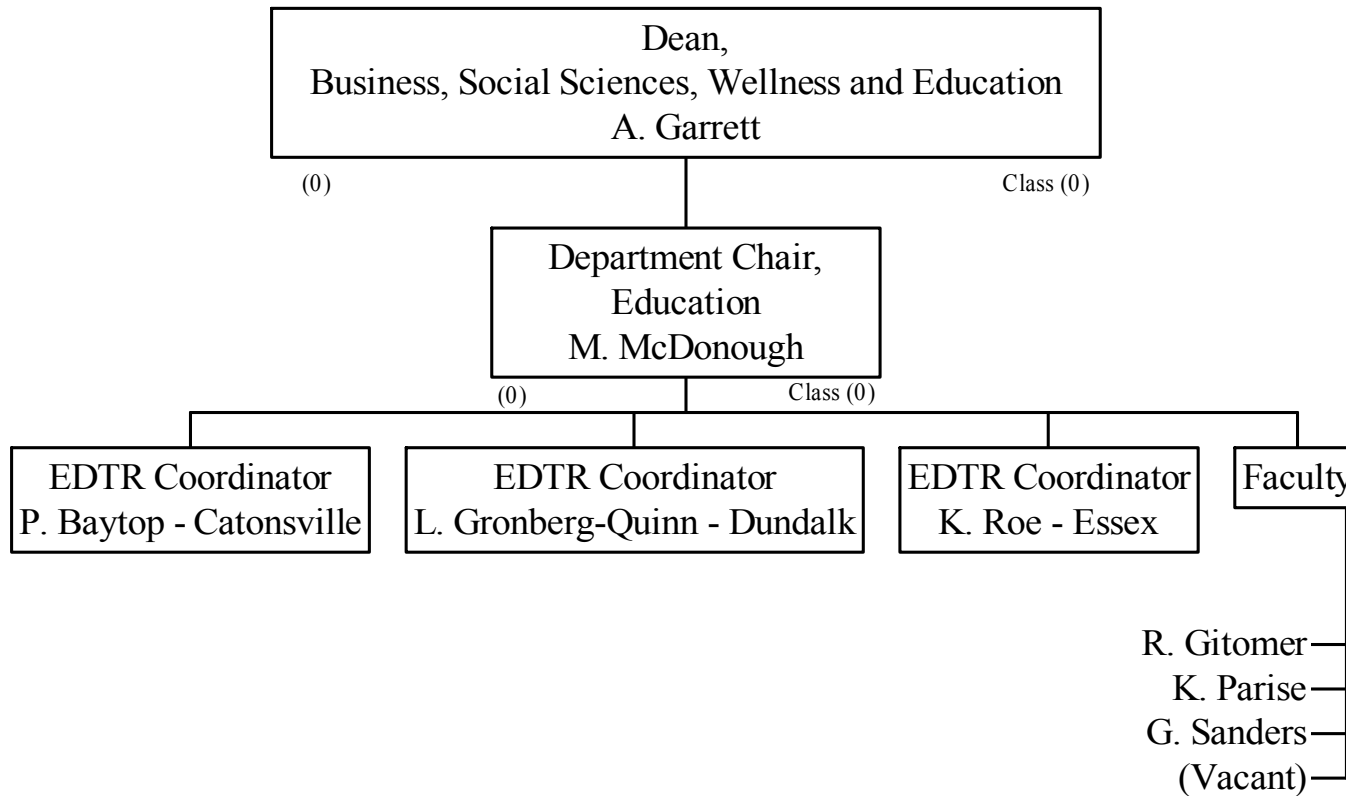 Dean,
Business, Social Sciences, Wellness and Education
A. Garrett
(0)
Class (0)
Department Chair,
Education
M. McDonough
(0)
Class (0)
EDTR Coordinator
P. Baytop - Catonsville
EDTR Coordinator
L. Gronberg-Quinn - Dundalk
EDTR Coordinator
K. Roe - Essex
Faculty
R. Gitomer
K. Parise
G. Sanders
(Vacant)